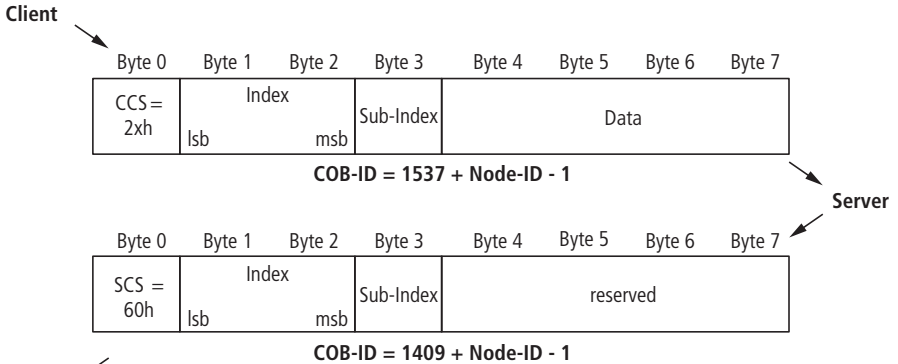 Client
Byte 0 Byte 1 Byte 2 Byte 3 Byte 4 Byte 5 Byte 6 Byte 7
CCS =
2xh
Index
lsb msb
Sub-Index
Data
COB-ID = 1537 + Node-ID - 1
Server
Byte 0 Byte 1 Byte 2 Byte 3 Byte 4 Byte 5 Byte 6 Byte 7
SCS =
60h
Index
lsb msb
Sub-Index
reserved
COB-ID = 1409 + Node-ID - 1